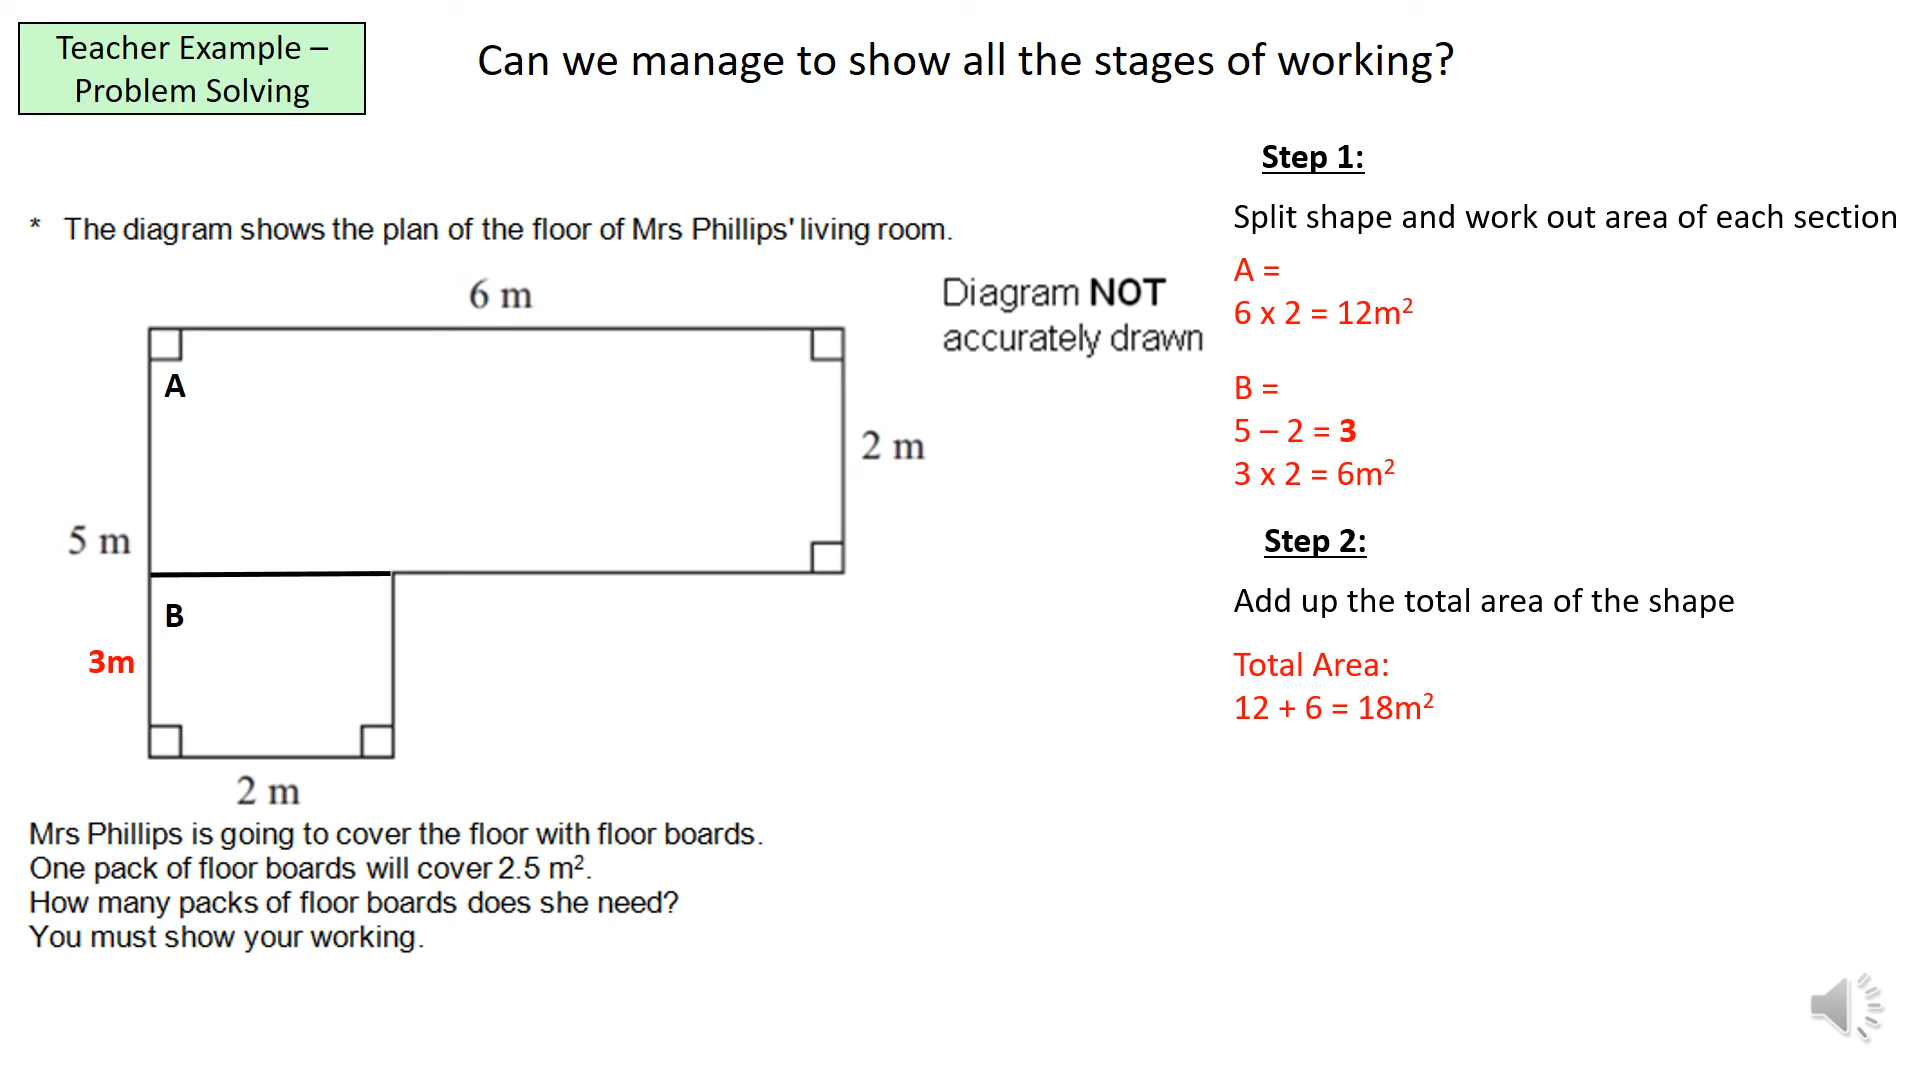 Teacher Example –
Problem Solving
Can we manage to show all the stages of working?
* The diagram shows the plan of the floor of Mrs Phillips' living room.
6 m
Diagram NOT
accurately drawn
A
2 m
5 m
B
3m
2 m
Mrs Phillips is going to cover the floor with floor boards.
One pack of floor boards will cover 2.5 m².
How many packs of floor boards does she need?
You must show your working.
Step 1:
Split shape and work out area of each section
A =
6 x 2 = 12m²
B =
5 – 2 = 3
3 x 2 = 6m²
Step 2:
Add up the total area of the shape
Total Area:
12 + 6 = 18m²